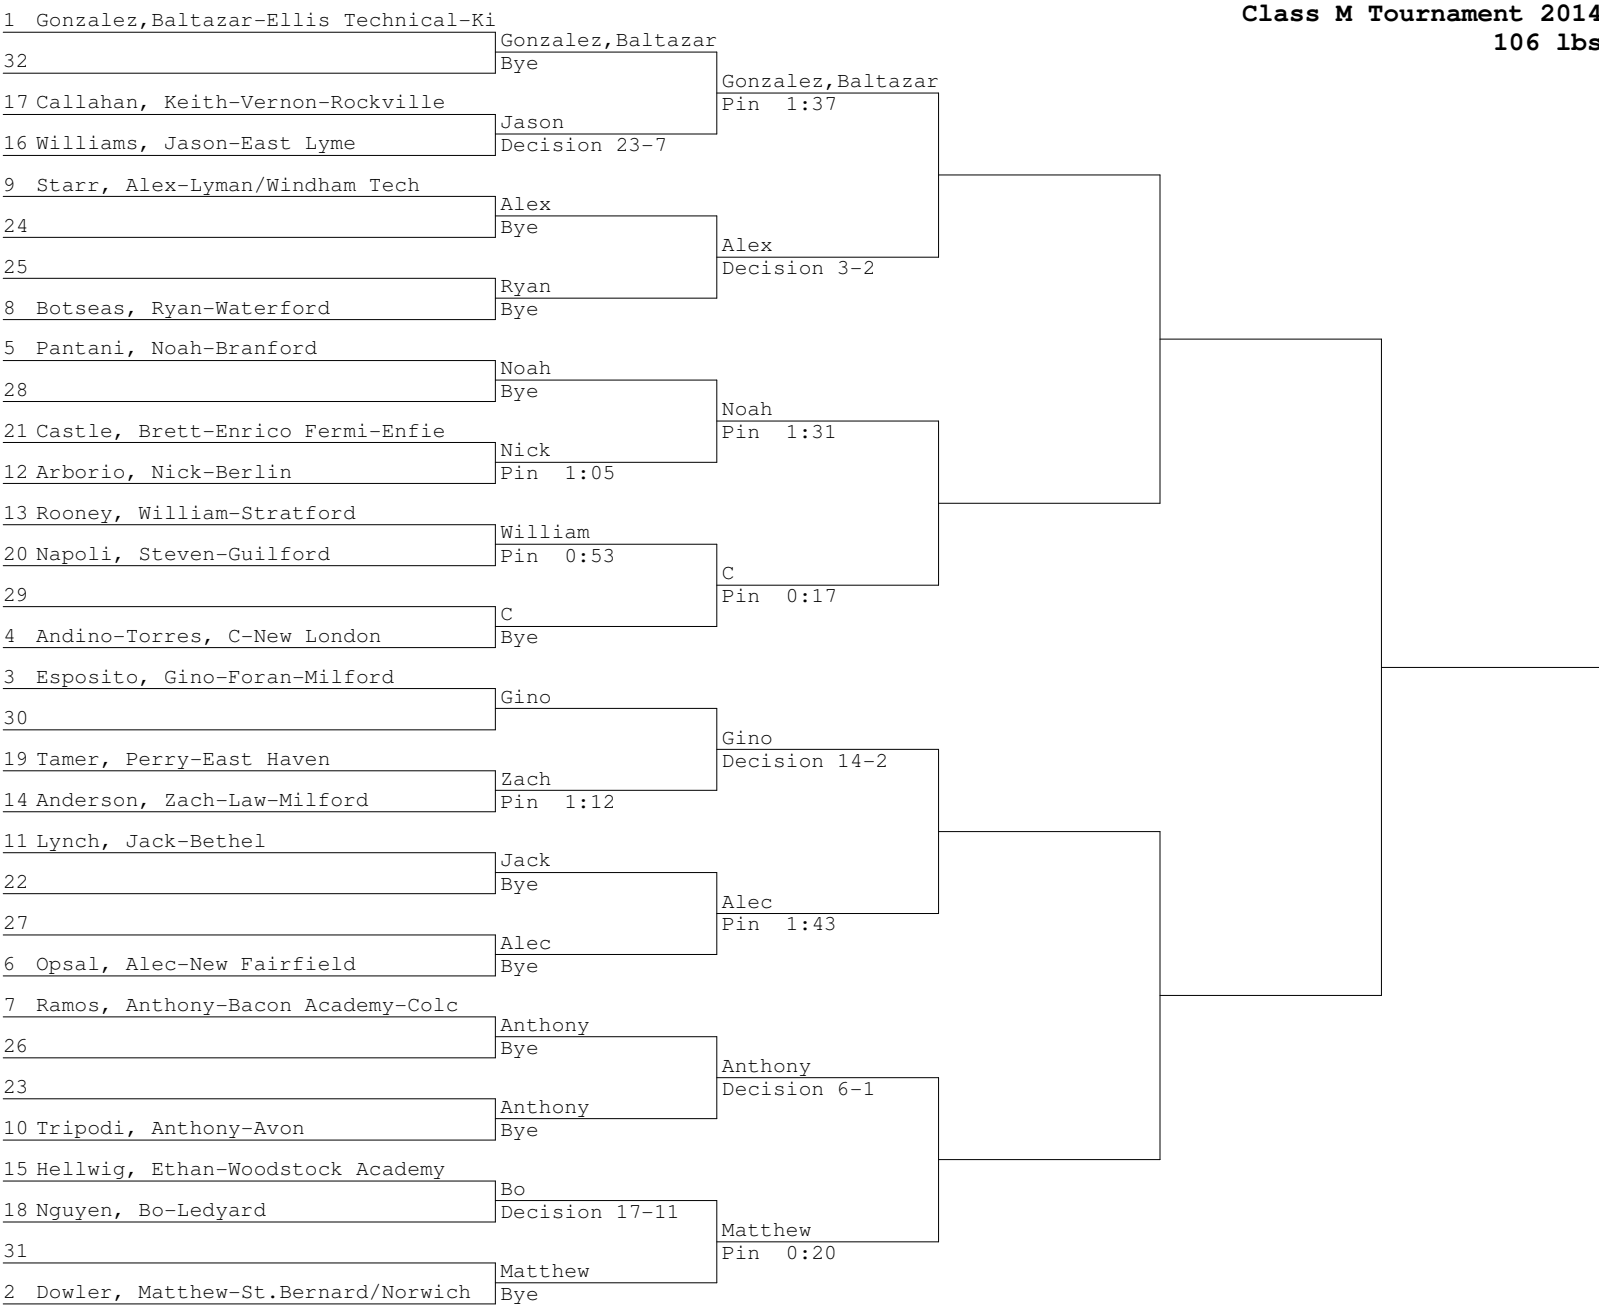 Class M Tournament 2014
106 lbs
1 Gonzalez,Baltazar-Ellis Technical-Ki
Gonzalez,Baltazar
32
Bye
Gonzalez,Baltazar
17 Callahan, Keith-Vernon-Rockville
Pin 1:37
Jason
16 Williams, Jason-East Lyme
Decision 23-7
9 Starr, Alex-Lyman/Windham Tech
Alex
24
Bye
Alex
25
Decision 3-2
Ryan
8 Botseas, Ryan-Waterford
Bye
5 Pantani, Noah-Branford
Noah
28
Bye
Noah
21 Castle, Brett-Enrico Fermi-Enfie
Pin 1:31
Nick
12 Arborio, Nick-Berlin
Pin 1:05
13 Rooney, William-Stratford
William
20 Napoli, Steven-Guilford
Pin 0:53
C
29
Pin 0:17
C
4 Andino-Torres, C-New London
Bye
3 Esposito, Gino-Foran-Milford
Gino
30
Gino
19 Tamer, Perry-East Haven
Decision 14-2
Zach
14 Anderson, Zach-Law-Milford
Pin 1:12
11 Lynch, Jack-Bethel
Jack
22
Bye
Alec
27
Pin 1:43
Alec
6 Opsal, Alec-New Fairfield
Bye
7 Ramos, Anthony-Bacon Academy-Colc
Anthony
26
Bye
Anthony
23
Decision 6-1
Anthony
10 Tripodi, Anthony-Avon
Bye
15 Hellwig, Ethan-Woodstock Academy
Bo
18 Nguyen, Bo-Ledyard
Decision 17-11
Matthew
31
Pin 0:20
Matthew
2 Dowler, Matthew-St.Bernard/Norwich
Bye